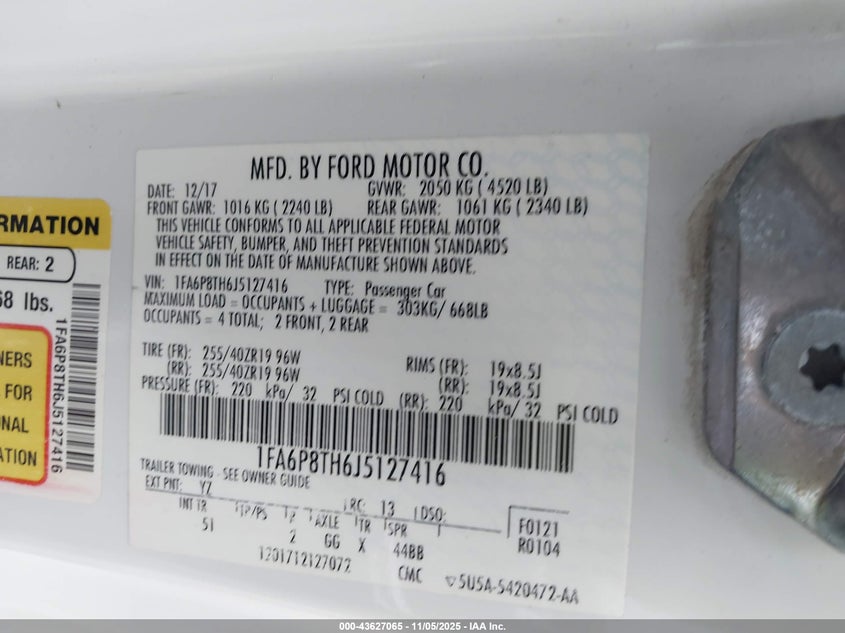 RMATION
REAR: 2
68 lbs.
NERS
FOR
NAL
ATION
1FA6P8TH6J5127416
MFD. BY FORD MOTOR CO.
DATE: 12/17 GVWR: 2050 KG ( 4520 LB)
FRONT GAWR: 1016 KG ( 2240 LB) REAR GAWR: 1061 KG ( 2340 LB)
THIS VEHICLE CONFORMS TO ALL APPLICABLE FEDERAL MOTOR
VEHICLE SAFETY, BUMPER, AND THEFT PREVENTION STANDARDS
IN EFFECT ON THE DATE OF MANUFACTURE SHOWN ABOVE.
VIN: 1FA6P8TH6J5127416 TYPE: Passenger Car
MAXIMUM LOAD = OCCUPANTS + LUGGAGE = 303KG/ 668LB
OCCUPANTS = 4 TOTAL; 2 FRONT, 2 REAR
TIRE (FR): 255/40ZR19 96W RIMS (FR): 19x8.5J
(RR): 255/40ZR19 96W (RR): 19x8.5J
PRESSURE (FR): 220 kPa/ 32 PSI COLD (RR): 220 kPa/ 32 PSI COLD
1FA6P8TH6J5127416
TRAILER TOWING - SEE OWNER GUIDE
EXT PNT: YZ RC: 13 DSO: F0121
INT TR TP/PS AXLE TR SPR R0104
51 2 GG X 44BB
1201712127072 CMC 5U5A-5420472-AA
000-43627065 - 11/05/2025 - IAA Inc.